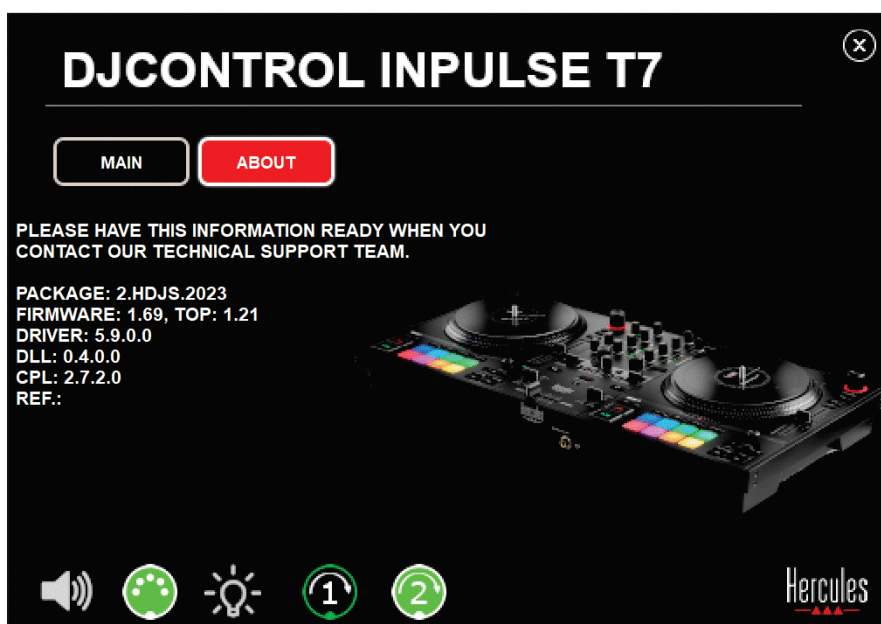 DJCONTROL INPULSE T7
MAIN
ABOUT
PLEASE HAVE THIS INFORMATION READY WHEN YOU
CONTACT OUR TECHNICAL SUPPORT TEAM.
PACKAGE: 2.HDJS.2023
FIRMWARE: 1.69, TOP: 1.21
DRIVER: 5.9.0.0
DLL: 0.4.0.0
CPL: 2.7.2.0
REF.:
1
2
Hercules